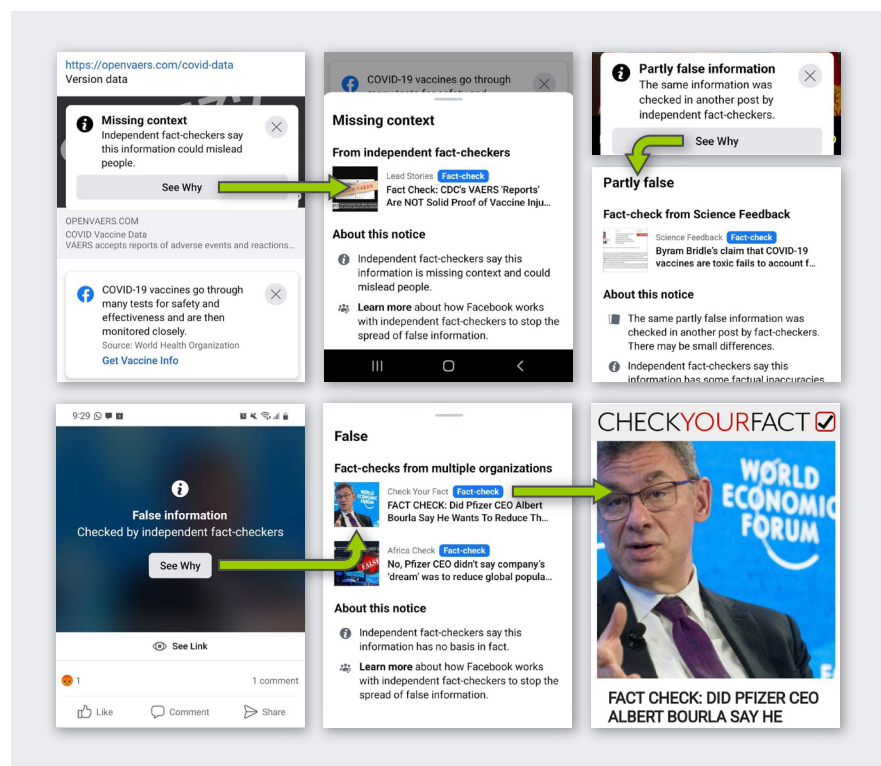 https://openvaers.com/covid-data
Version data
Missing context
Independent fact-checkers say
this information could mislead
people.
See Why
OPENVAERS.COM
COVID Vaccine Data
VAERS accepts reports of adverse events and reactions...
COVID-19 vaccines go through
many tests for safety and
effectiveness and are then
monitored closely.
Source: World Health Organization
Get Vaccine Info
COVID-19 vaccines go through
Missing context
From independent fact-checkers
Lead Stories Fact-check
Fact Check: CDC's VAERS 'Reports'
Are NOT Solid Proof of Vaccine Inju...
About this notice
Independent fact-checkers say this
information is missing context and could
mislead people.
Learn more about how Facebook works
with independent fact-checkers to stop the
spread of false information.
Partly false information
The same information was
checked in another post by
independent fact-checkers.
See Why
Partly false
Fact-check from Science Feedback
Science Feedback Fact-check
Byram Bridle's claim that COVID-19
vaccines are toxic fails to account f...
About this notice
The same partly false information was
checked in another post by fact-checkers.
There may be small differences.
Independent fact-checkers say this
information has some factual inaccuracies
9:29
False information
Checked by independent fact-checkers
See Why
See Link
1
1 comment
Like
Comment
Share
False
Fact-checks from multiple organizations
Check Your Fact Fact-check
FACT CHECK: Did Pfizer CEO Albert
Bourla Say He Wants To Reduce Th...
Africa Check Fact-check
No, Pfizer CEO didn't say company's
'dream' was to reduce global popula...
About this notice
Independent fact-checkers say this
information has no basis in fact.
Learn more about how Facebook works
with independent fact-checkers to stop the
spread of false information.
CHECKYOURFACT
WORLD
ECONOMIC
FORUM
FACT CHECK: DID PFIZER CEO
ALBERT BOURLA SAY HE